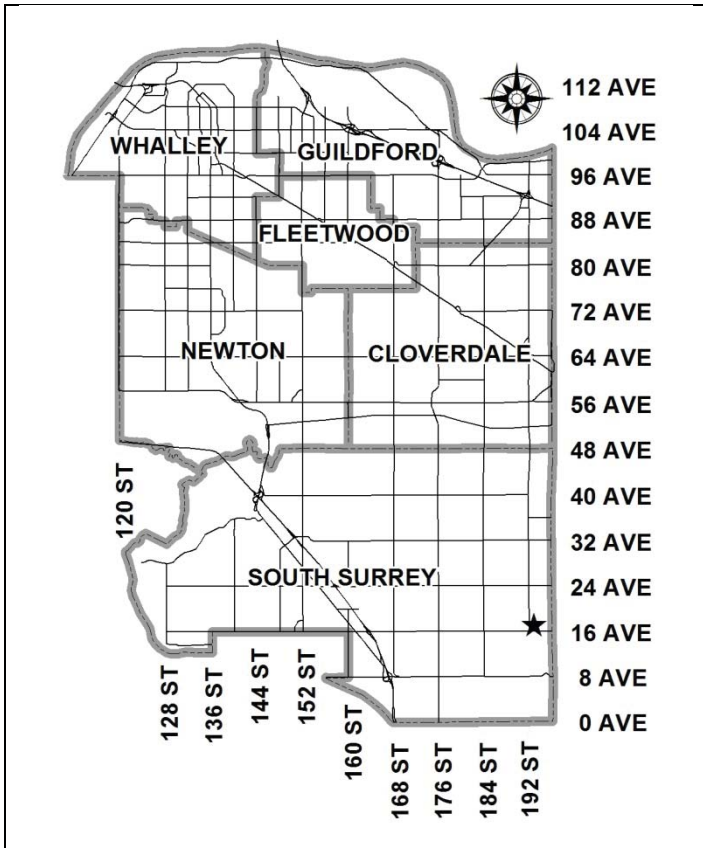 112 AVE
104 AVE
WHALLEY
GUILDFORD
96 AVE
88 AVE
FLEETWOOD
80 AVE
72 AVE
NEWTON
CLOVERDALE
64 AVE
56 AVE
48 AVE
120 ST
40 AVE
32 AVE
SOUTH SURREY
24 AVE
16 AVE
8 AVE
0 AVE
128 ST
136 ST
144 ST
152 ST
160 ST
168 ST
176 ST
184 ST
192 ST